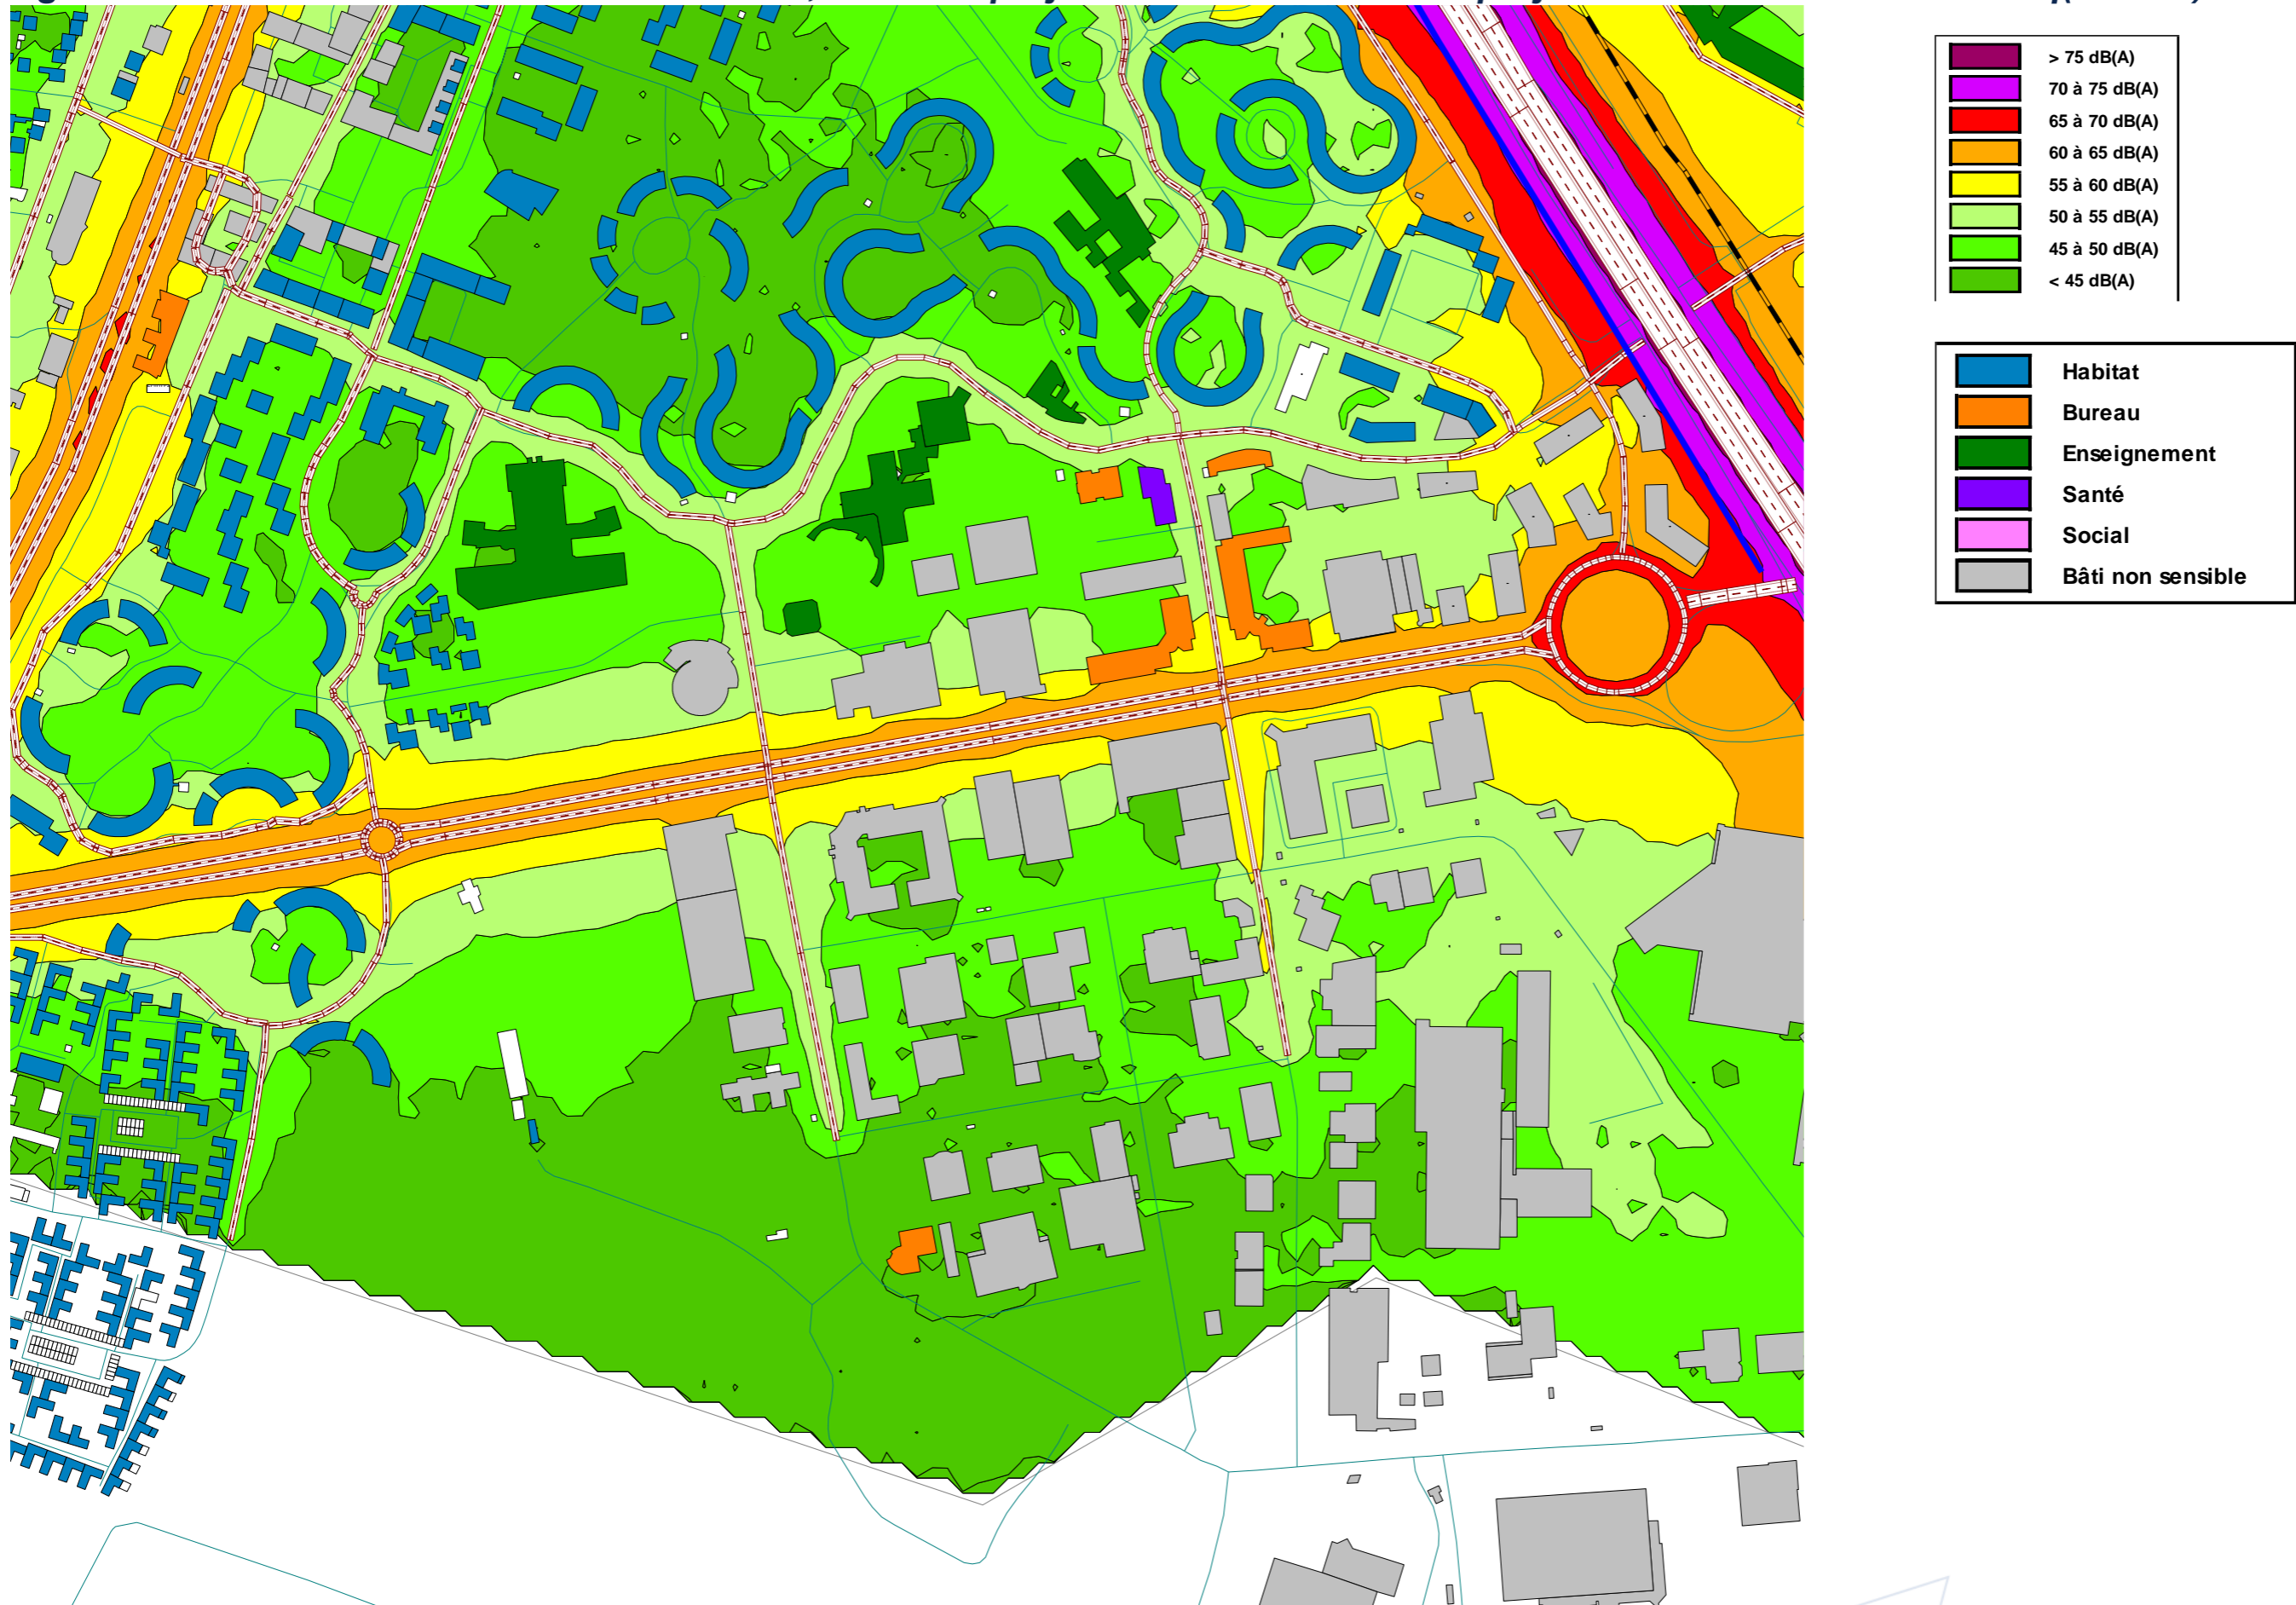 > 75 dB(A)
70 à 75 dB(A)
65 à 70 dB(A)
60 à 65 dB(A)
55 à 60 dB(A)
50 à 55 dB(A)
45 à 50 dB(A)
< 45 dB(A)
Habitat
Bureau
Enseignement
Santé
Social
Bâti non sensible